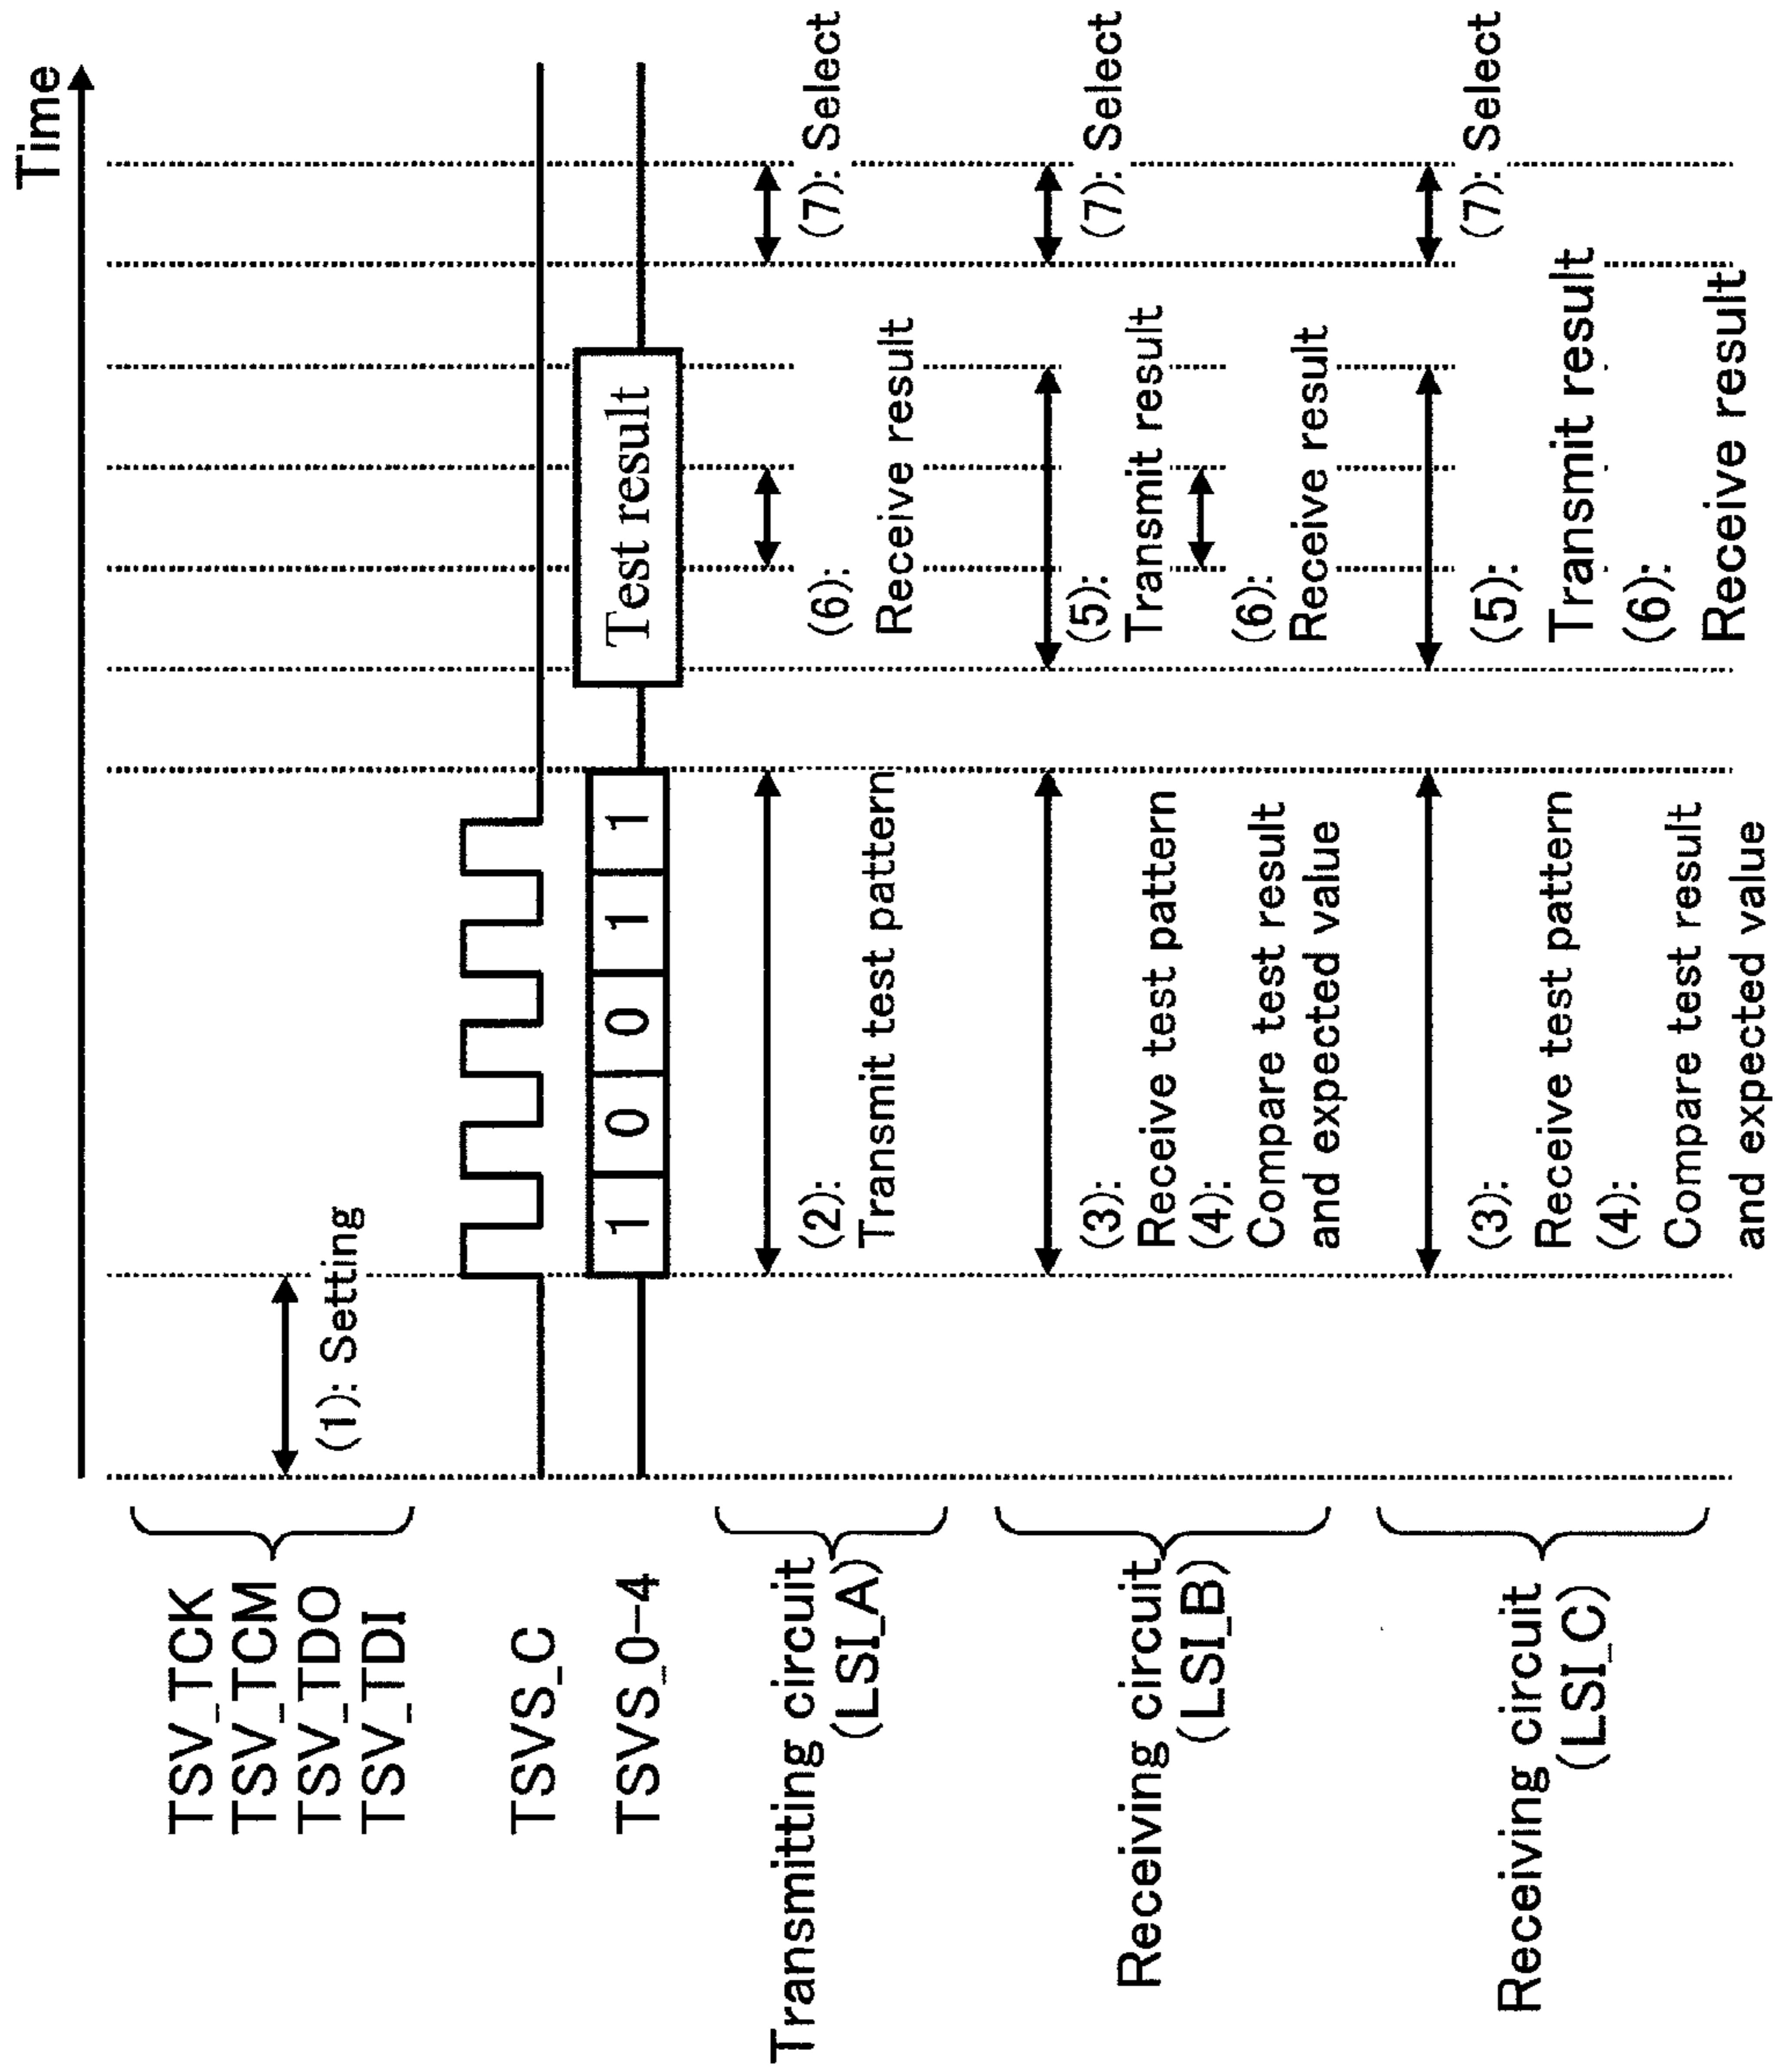 Time
TSV_TCK
TSV_TCM
TSV_TDO
TSV_TDI
(1): Setting
TSVS_C
TSVS_0-4
1 0 0 1 1
Test result
Transmitting circuit
(LSI_A)
(2):
Transmit test pattern
(6):
Receive result
(7): Select
Receiving circuit
(LSI_B)
(3):
Receive test pattern
(4):
Compare test result
and expected value
(5):
Transmit result
(6):
Receive result
(7): Select
Receiving circuit
(LSI_C)
(3):
Receive test pattern
(4):
Compare test result
and expected value
(5):
Transmit result
(6):
Receive result
(7): Select